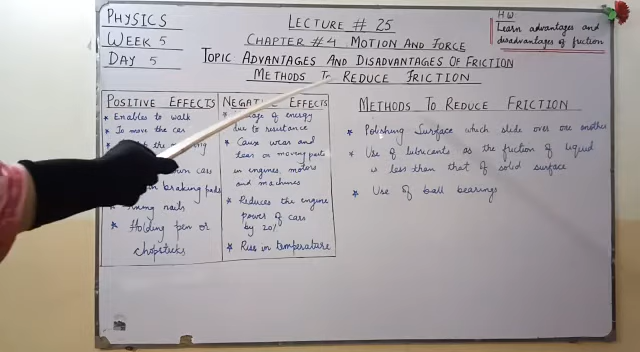 PHYSICS
WEEK 5
DAY 5
LECTURE # 25
CHAPTER #4 MOTION AND FORCE
TOPIC ADVANTAGES AND DISADVANTAGES OF FRICTION
METHODS TO REDUCE FRICTION
H.W
Learn advantages and
disadvantages of friction
POSITIVE EFFECTS
* Enables to walk
* To move the car
the
cars
in braking pads
nails
* Holding pen or
chopsticks
NEGATIVE EFFECTS
of energy
due to resistance
* Cause wear and
tear on moving parts
in engines, motors
and machines
* Reduces the engine
power of cars
by 20%
* Rise in temperature
METHODS TO REDUCE FRICTION
* Polishing Surface which slide over one another
* Use of lubricants as the friction of liquid
is less than that of solid surface
* Use of ball bearings